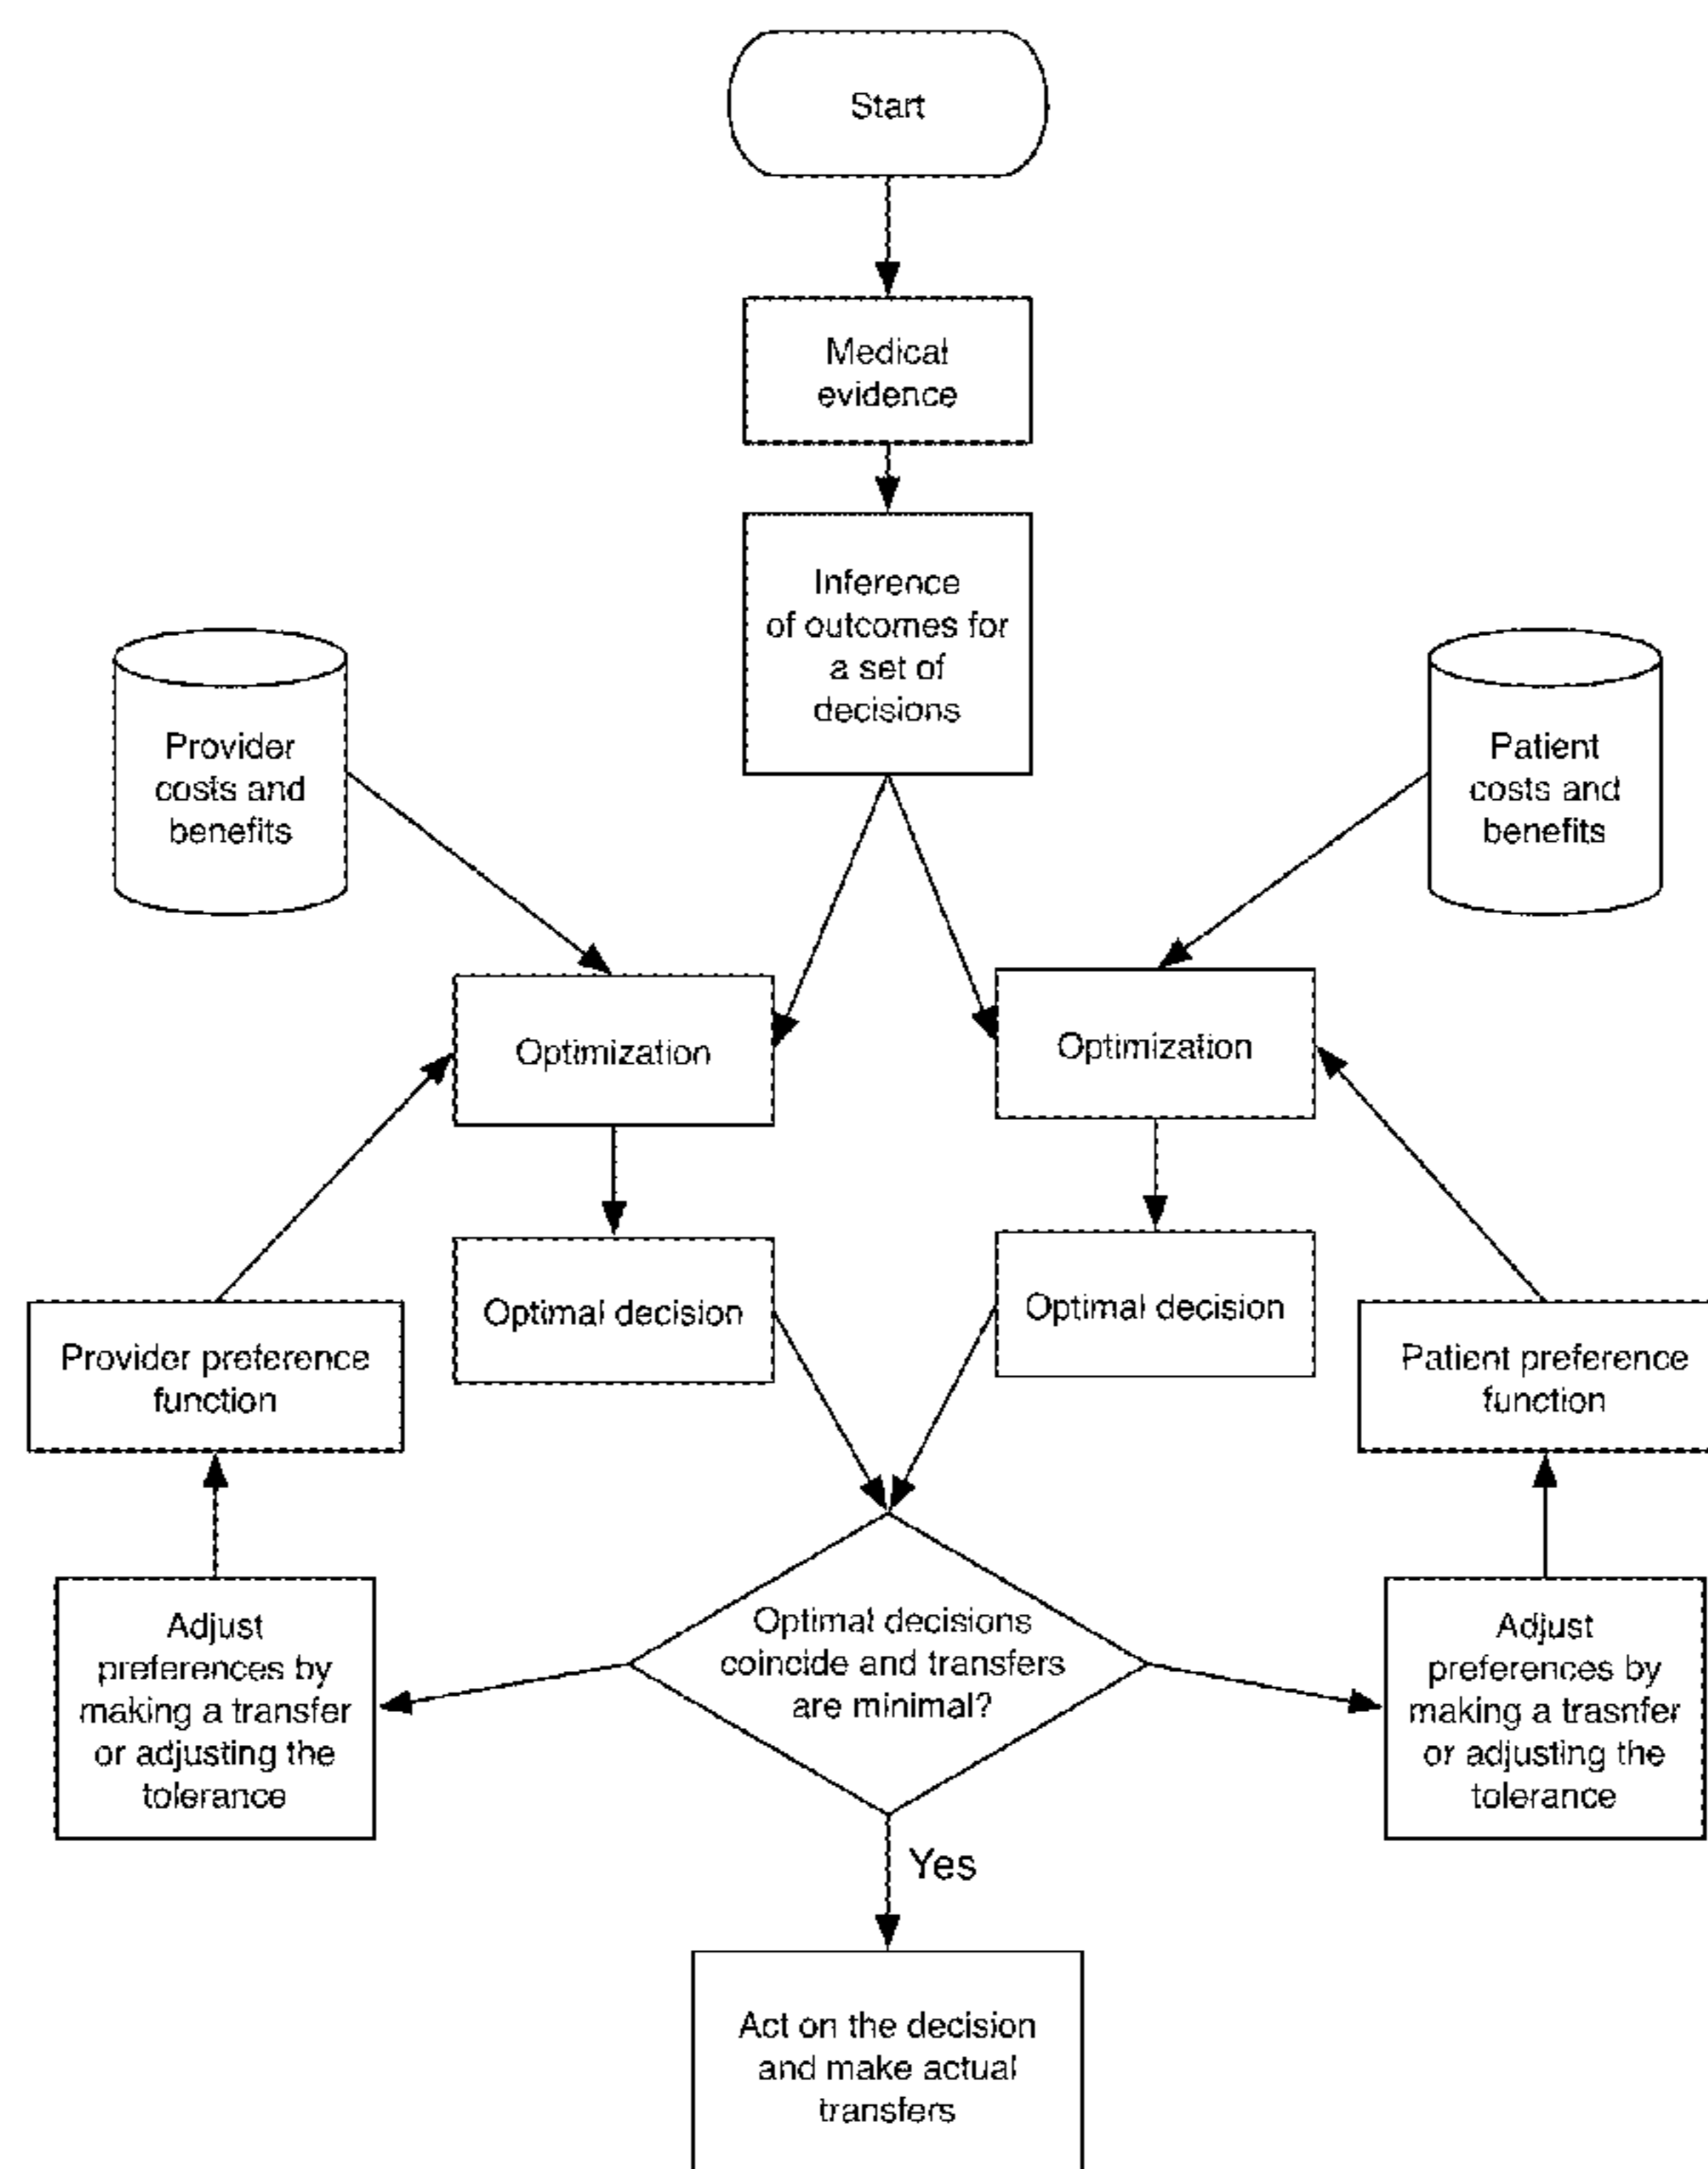 Start
Medical
evidence
Inference
of outcomes for
a set of
decisions
Provider
costs and
benefits
Patient
costs and
benefits
Optimization
Optimization
Optimal decision
Optimal decision
Provider preference
function
Patient preference
function
Adjust
preferences by
making a transfer
or adjusting the
tolerance
Optimal decisions
coincide and transfers
are minimal?
Adjust
preferences by
making a trasnfer
or adjusting the
tolerance
Yes
Act on the decision
and make actual
transfers